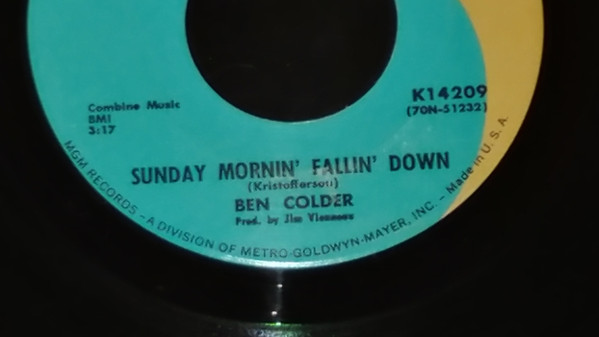 Combine Music
BMI
3:17
K14209
(70N-51232)
SUNDAY MORNIN' FALLIN' DOWN
(Kristofferson)
BEN COLDER
Prod. by Jim Vienneau
MGM RECORDS – A DIVISION OF METRO-GOLDWYN-MAYER, INC. – Made in U. S. A.